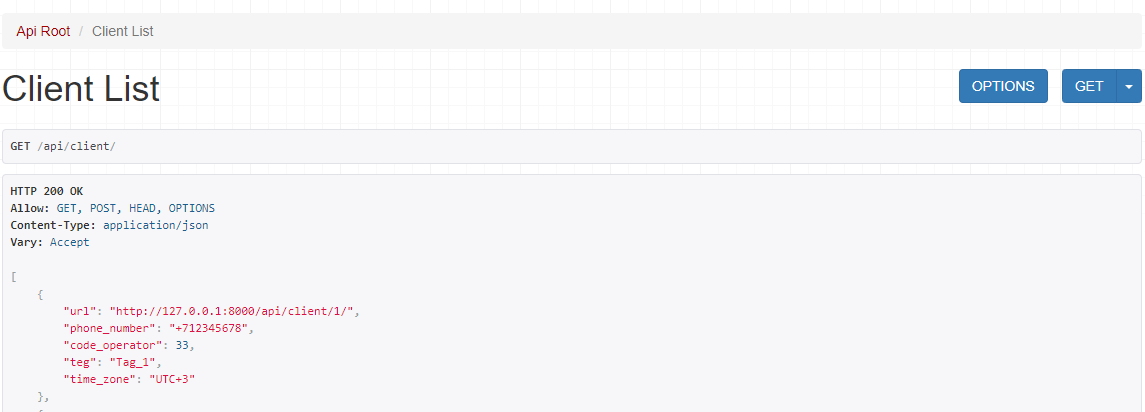 Api Root / Client List
Client List
OPTIONS
GET
GET /api/client/
HTTP 200 OK
Allow: GET, POST, HEAD, OPTIONS
Content-Type: application/json
Vary: Accept
[
    {
        "url": "http://127.0.0.1:8000/api/client/1/",
        "phone_number": "+712345678",
        "code_operator": 33,
        "teg": "Tag_1",
        "time_zone": "UTC+3"
    },